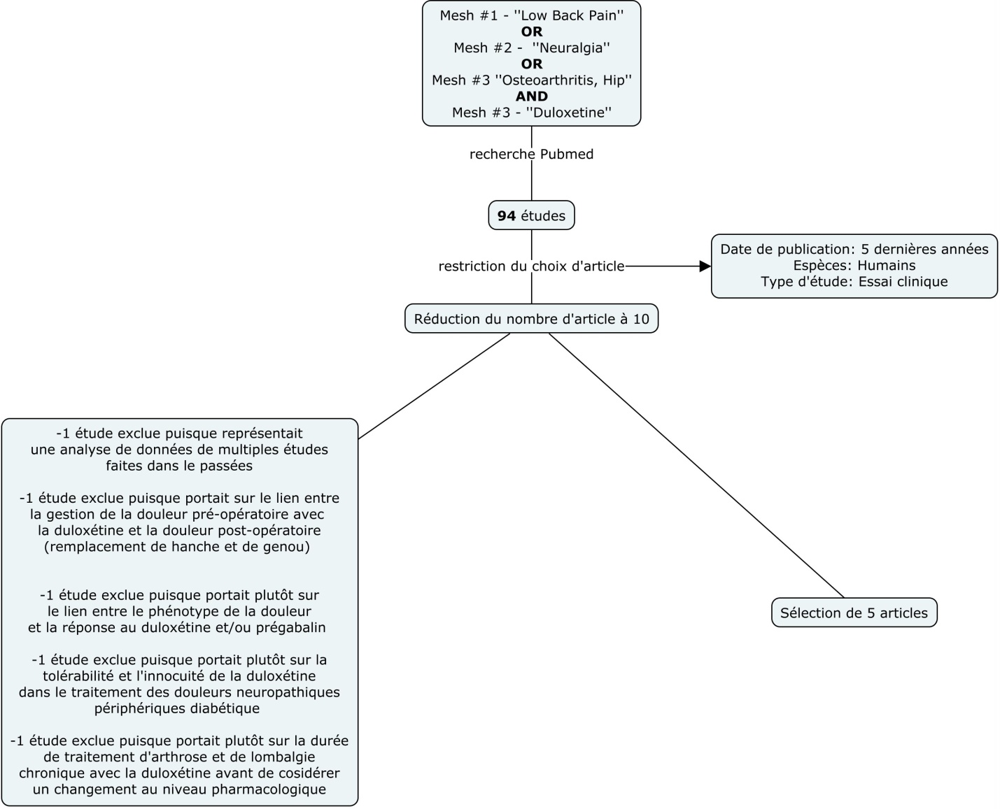 Mesh #1 - ''Low Back Pain''
OR
Mesh #2 -  ''Neuralgia''
OR
Mesh #3 ''Osteoarthritis, Hip''
AND
Mesh #3 - ''Duloxetine''
recherche Pubmed
94 études
restriction du choix d'article
Date de publication: 5 dernières années
Espèces: Humains
Type d'étude: Essai clinique
Réduction du nombre d'article à 10
-1 étude exclue puisque représentait
une analyse de données de multiples études
faites dans le passées
-1 étude exclue puisque portait sur le lien entre
la gestion de la douleur pré-opératoire avec
la duloxétine et la douleur post-opératoire
(remplacement de hanche et de genou)
-1 étude exclue puisque portait plutôt sur
le lien entre le phénotype de la douleur
et la réponse au duloxétine et/ou prégabalin
-1 étude exclue puisque portait plutôt sur la
tolérabilité et l'innocuité de la duloxétine
dans le traitement des douleurs neuropathiques
périphériques diabétique
-1 étude exclue puisque portait plutôt sur la durée
de traitement d'arthrose et de lombalgie
chronique avec la duloxétine avant de cosidérer
un changement au niveau pharmacologique
Sélection de 5 articles